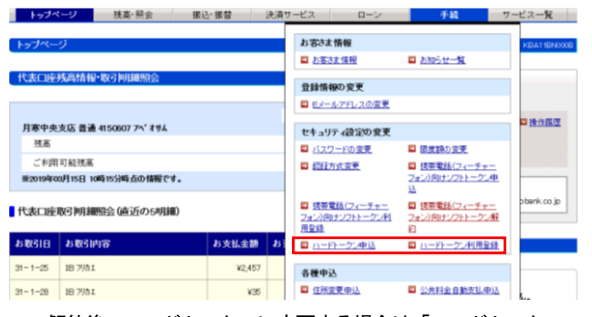 トップページ 残高・照会 振込・振替 決済サービス ローン 手続 サービス一覧
トップページ
KBA11BN000B
代表口座残高情報・取引明細照会
月寒中央支店 普通 4150607 アベ オサム
残高
ご利用可能残高
※2019年03月15日 10時15分時点の情報です。
操作履歴
obank.co.jp
代表口座取引明細照会(直近の5明細)
お取引日 お取引内容 お支払金額 お
31-1-25 IB フリカエ ¥2,457
31-1-28 IB フリカエ ¥35
お客さま情報
お客さま情報 お知らせ一覧
登録情報の変更
Eメールアドレスの変更
セキュリティ設定の変更
パスワードの変更 限度額の変更
認証方式変更
携帯電話(フィーチャーフォン)向けソフトトークン申
込
携帯電話(フィーチャー
フォン)向けソフトトークン利
用登録
携帯電話(フィーチャー
フォン)向けソフトトークン解
約
ハードトークン申込 ハードトークン利用登録
各種申込
住所変更申込 公共料金自動支払申込